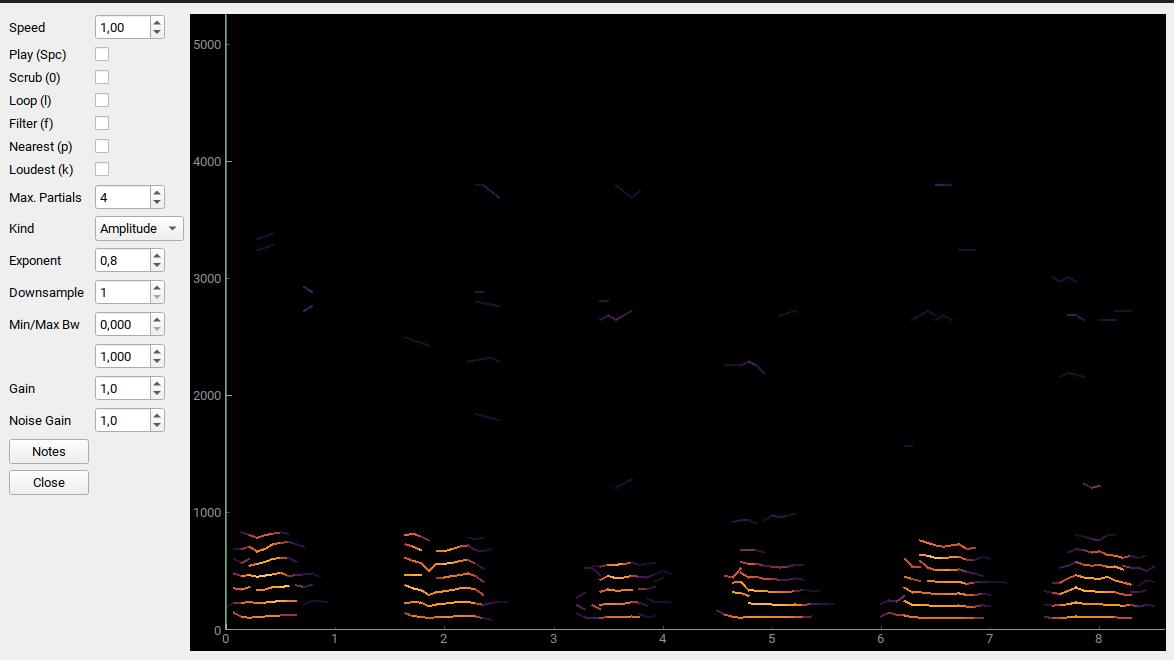 Speed 1,00
Play (Spc)
Scrub (0)
Loop (l)
Filter (f)
Nearest (p)
Loudest (k)
Max. Partials 4
Kind Amplitude
Exponent 0,8
Downsample 1
Min/Max Bw 0,000
1,000
Gain 1,0
Noise Gain 1,0
Notes
Close
5000
4000
3000
2000
1000
0
0 1 2 3 4 5 6 7 8